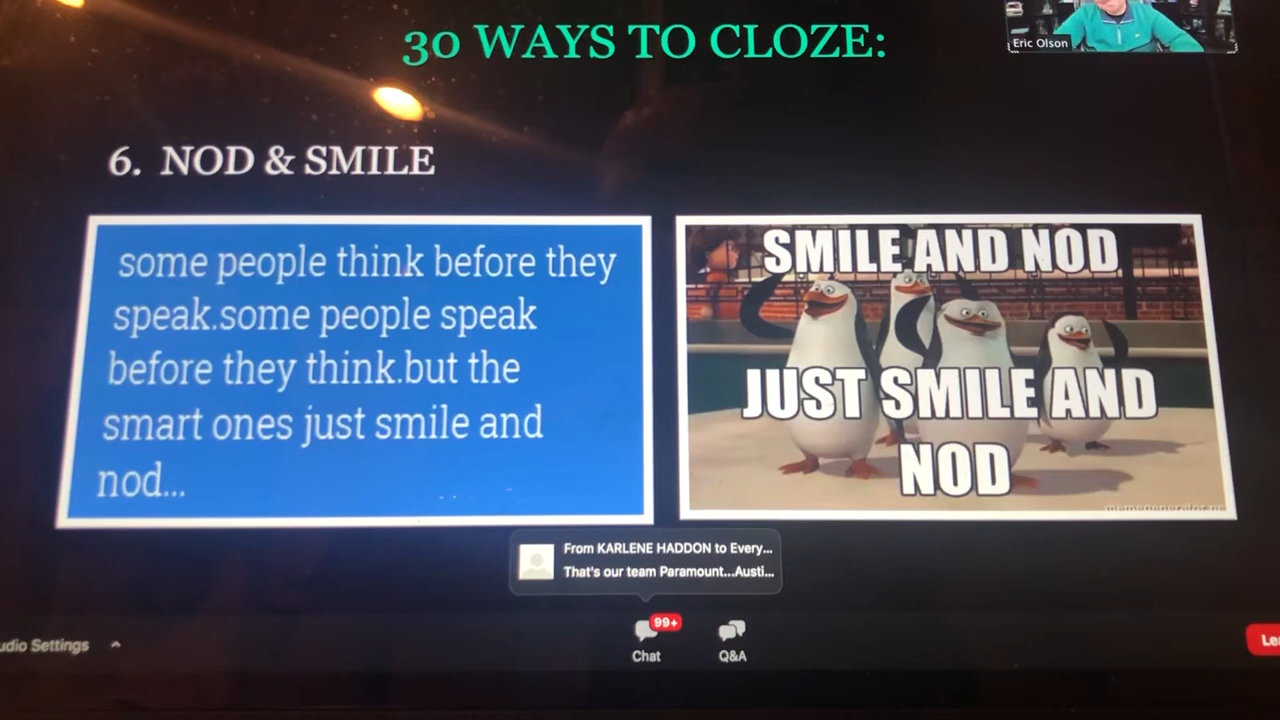 30 WAYS TO CLOZE:
Eric Olson
6. NOD & SMILE
some people think before they
speak.some people speak
before they think.but the
smart ones just smile and
nod...
SMILE AND NOD
JUST SMILE AND
NOD
From KARLENE HADDON to Every...
That's our team Paramount...Austi...
99+
udio Settings
Chat
Q&A
Lea